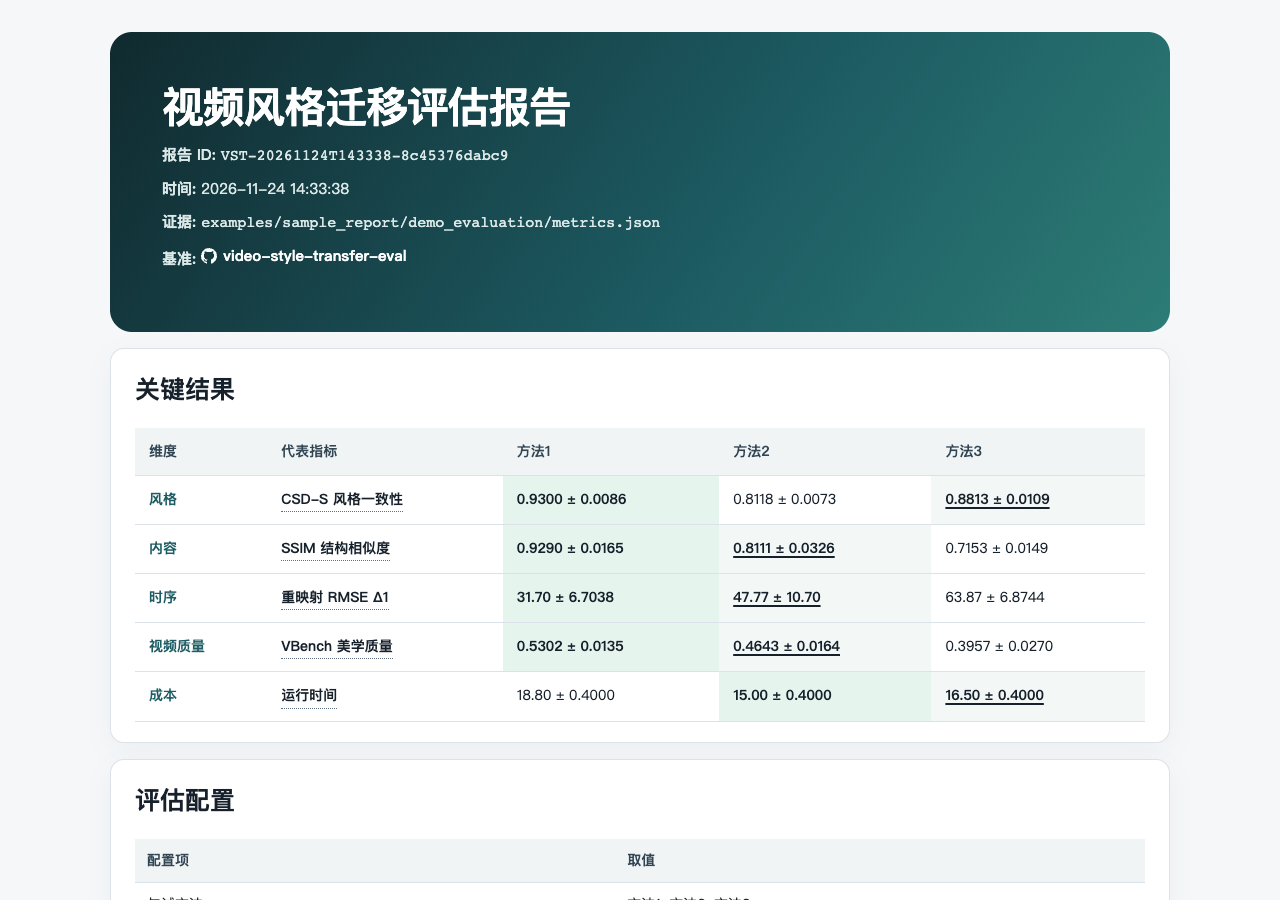 视频风格迁移评估报告
报告 ID: VST-20261124T143338-8c45376dabc9
时间: 2026-11-24 14:33:38
证据: examples/sample_report/demo_evaluation/metrics.json
基准: video-style-transfer-eval
关键结果
维度 代表指标 方法1 方法2 方法3
风格 CSD-S 风格一致性 0.9300 ± 0.0086 0.8118 ± 0.0073 0.8813 ± 0.0109
内容 SSIM 结构相似度 0.9290 ± 0.0165 0.8111 ± 0.0326 0.7153 ± 0.0149
时序 重映射 RMSE Δ1 31.70 ± 6.7038 47.77 ± 10.70 63.87 ± 6.8744
视频质量 VBench 美学质量 0.5302 ± 0.0135 0.4643 ± 0.0164 0.3957 ± 0.0270
成本 运行时间 18.80 ± 0.4000 15.00 ± 0.4000 16.50 ± 0.4000
评估配置
配置项 取值